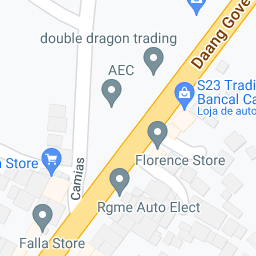 double dragon trading
Daang Gove
AEC
S23 Tradi
Bancal Ca
Loja de auto
Florence Store
Store
Camias
Rgme Auto Elect
Falla Store